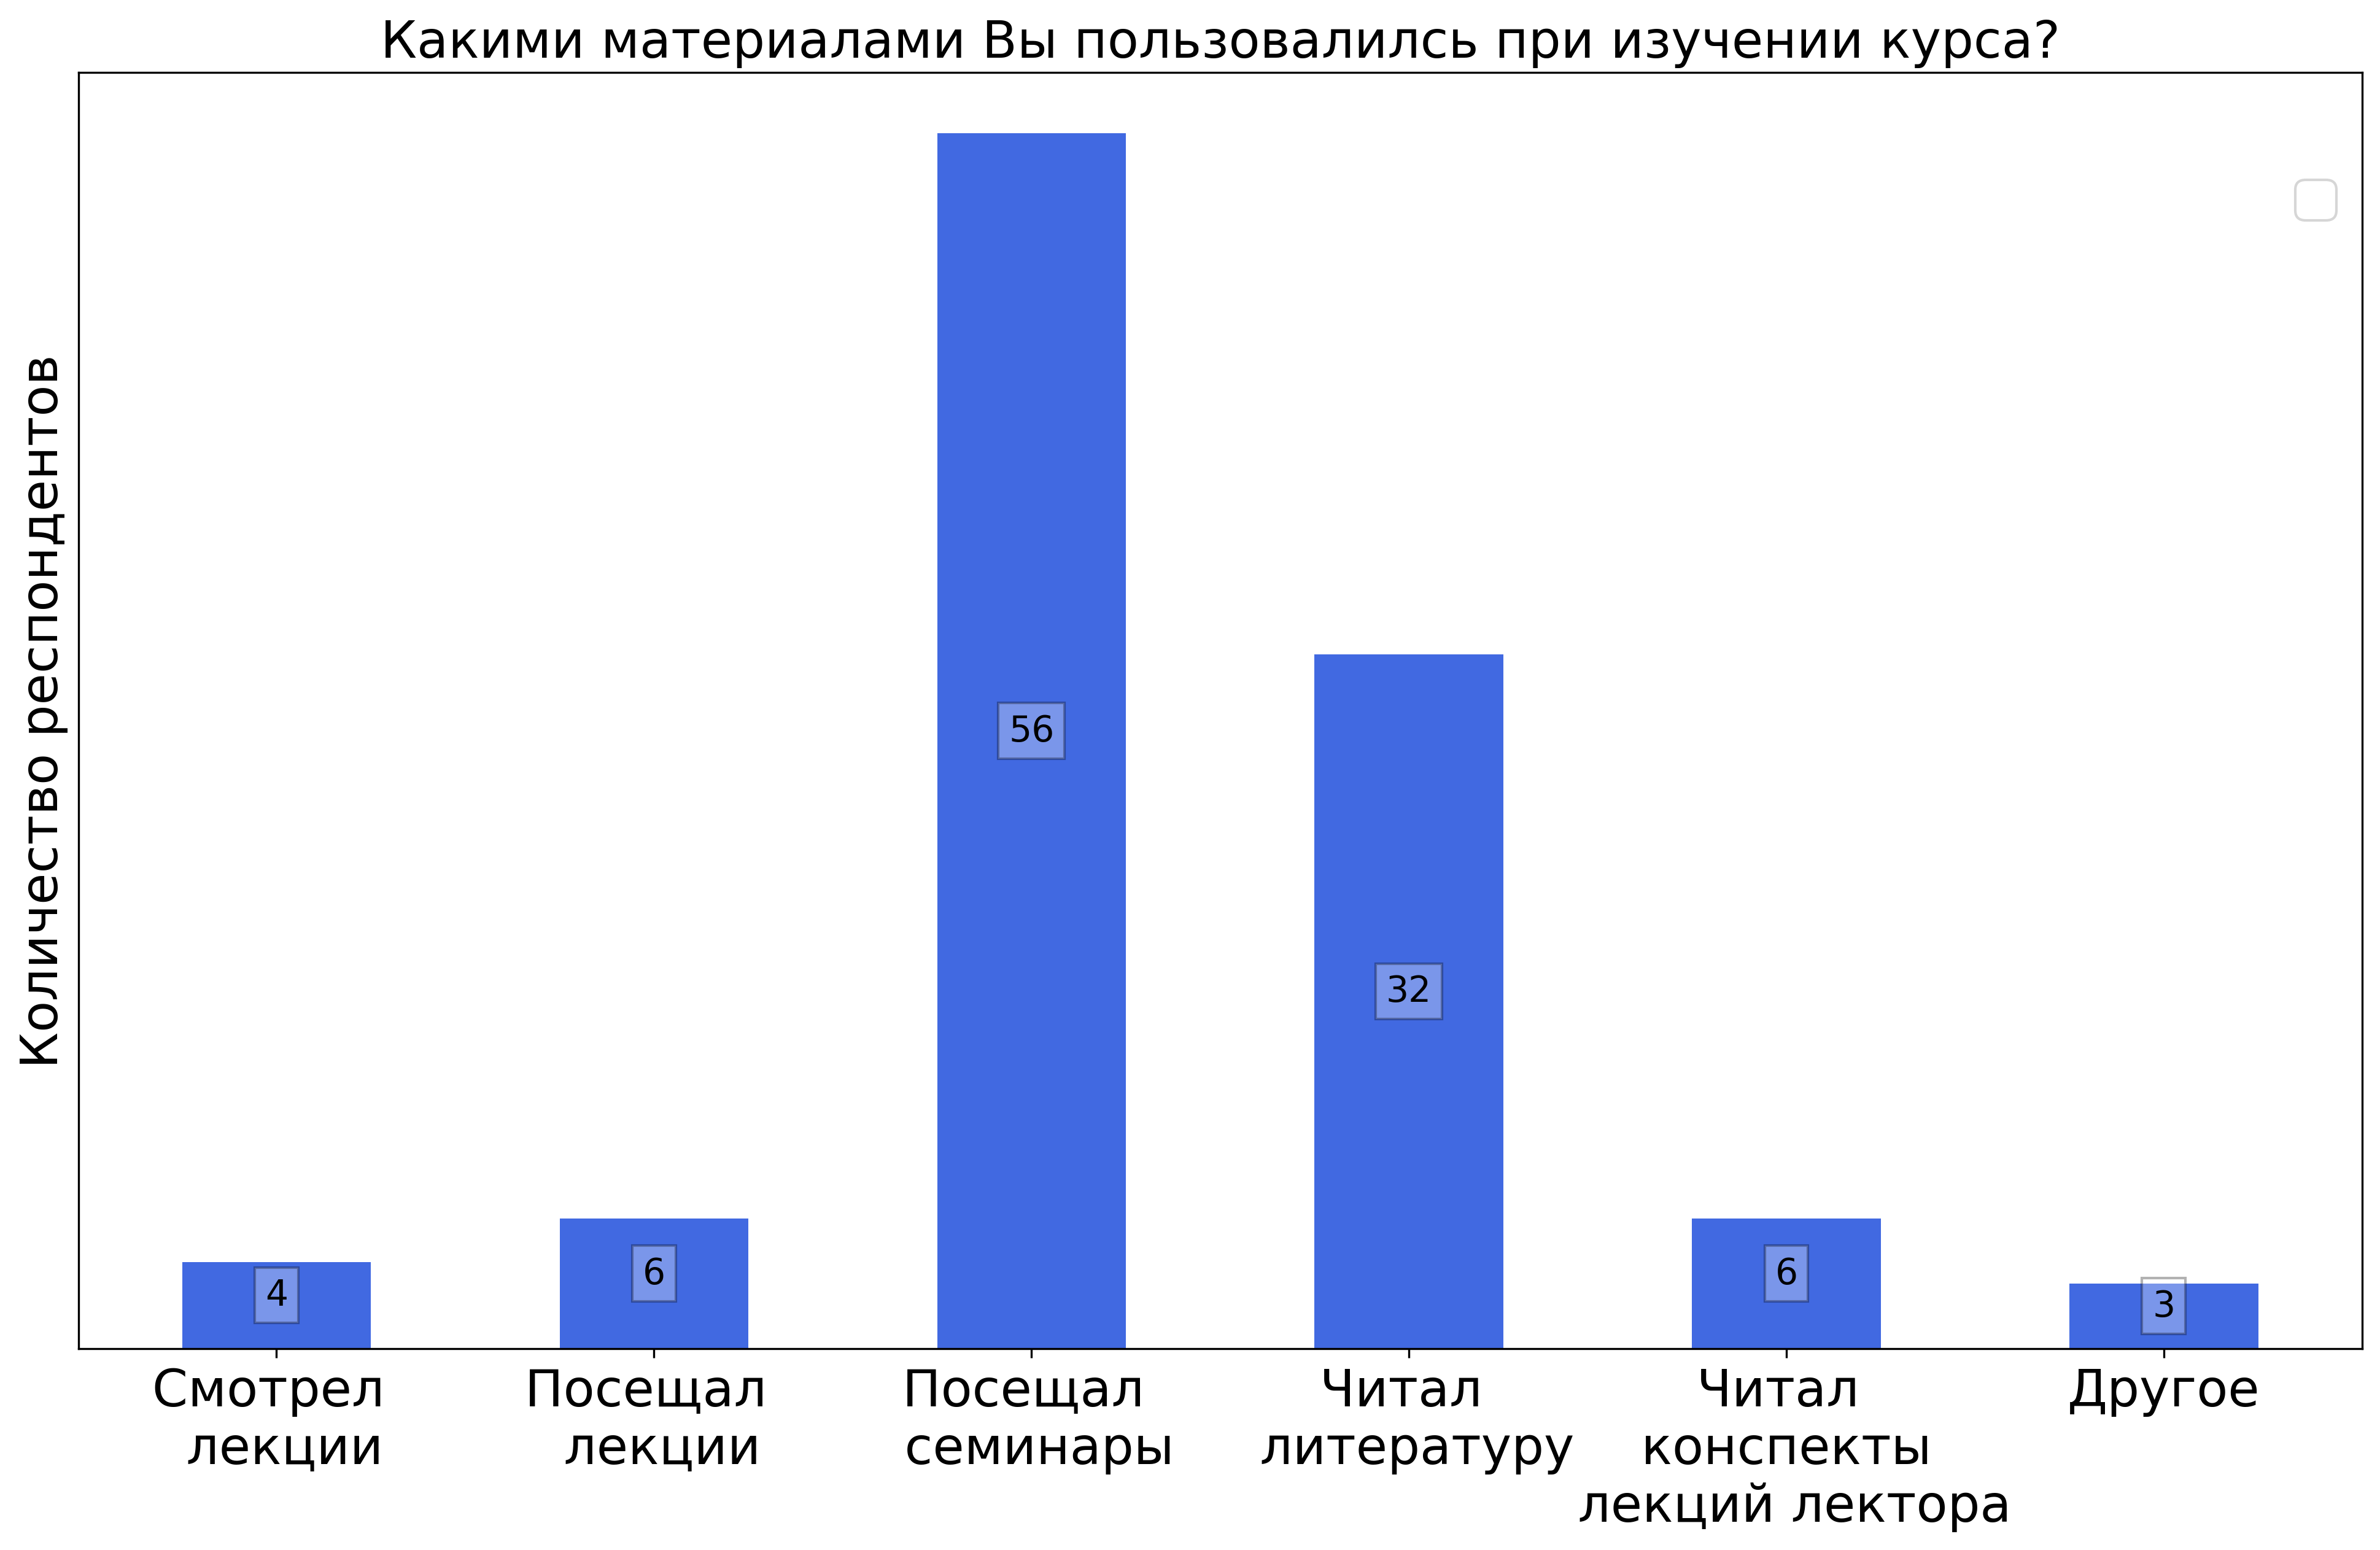 Какими материалами Вы пользовалилсь при изучении курса?
Количество респондентов
56
32
4
6
6
3
Смотрел
лекции
Посещал
лекции
Посещал
семинары
Читал
литературу
Читал
конспекты
лекций лектора
Другое